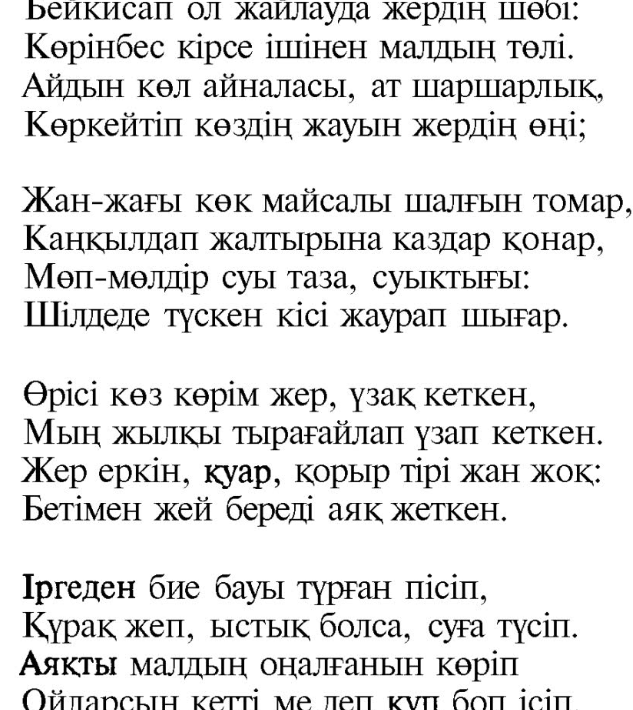 Бейкисап ол жайлауда жердің шөбі:
Көрінбес кірсе ішінен малдың төлі.
Айдын көл айналасы, ат шаршарлық,
Көркейтіп көздің жауын жердің өңі;
Жан-жағы көк майсалы шалғын томар,
Каңқылдап жалтырына каздар қонар,
Мөп-мөлдір суы таза, суыктығы:
Шілдеде түскен кісі жаурап шығар.
Өрісі көз көрім жер, үзақ кеткен,
Мың жылқы тырағайлап үзап кеткен.
Жер еркін, қуар, қорыр тірі жан жоқ:
Бетімен жей береді аяқ жеткен.
Іргеден бие бауы түрған пісіп,
Құрақ жеп, ыстық болса, суға түсіп.
Аяқты малдың оңалғанын көріп
Ойларсың кетті ме деп күп боп ісіп.